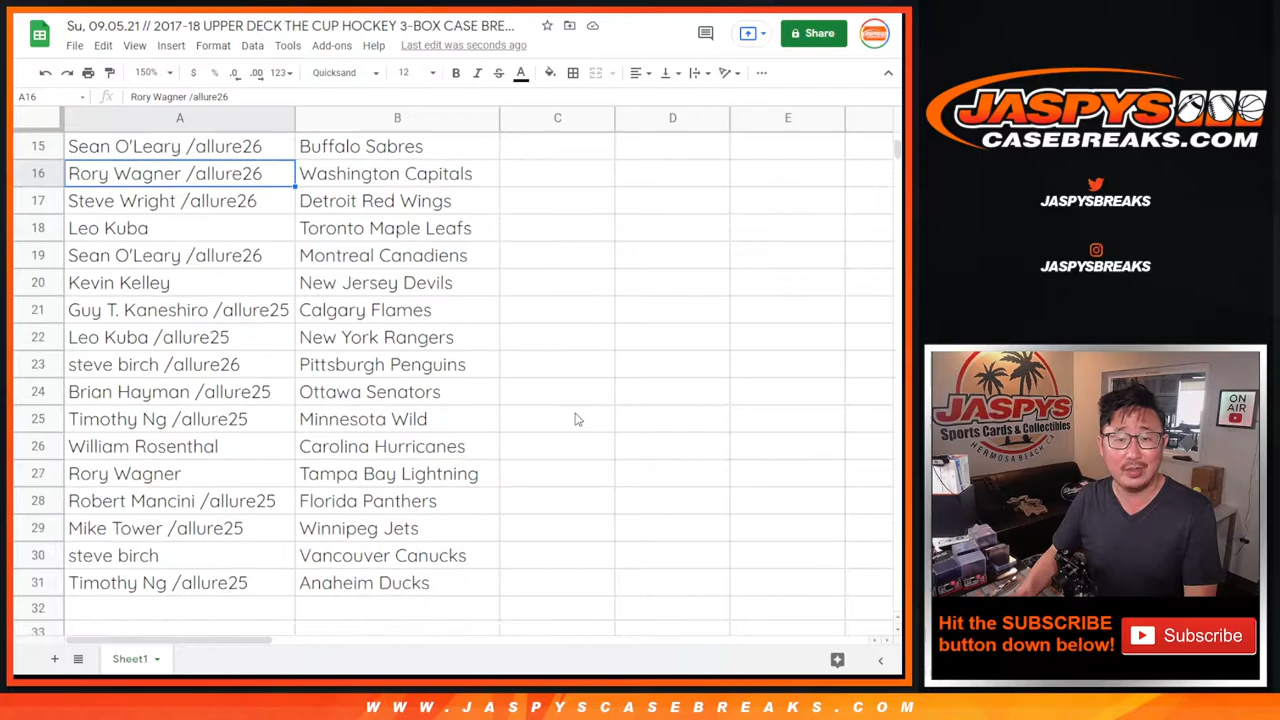 Su, 09.05.21 // 2017-18 UPPER DECK THE CUP HOCKEY 3-BOX CASE BRE...
File Edit View Insert Format Data Tools Add-ons Help Last edit was seconds ago
Share
150% $ % .0 .00 123 Quicksand 12 B I S A
A16 fx Rory Wagner /allure26
A B C D E
15 Sean O'Leary /allure26 Buffalo Sabres
16 Rory Wagner /allure26 Washington Capitals
17 Steve Wright /allure26 Detroit Red Wings
18 Leo Kuba Toronto Maple Leafs
19 Sean O'Leary /allure26 Montreal Canadiens
20 Kevin Kelley New Jersey Devils
21 Guy T. Kaneshiro /allure25 Calgary Flames
22 Leo Kuba /allure25 New York Rangers
23 steve birch /allure26 Pittsburgh Penguins
24 Brian Hayman /allure25 Ottawa Senators
25 Timothy Ng /allure25 Minnesota Wild
26 William Rosenthal Carolina Hurricanes
27 Rory Wagner Tampa Bay Lightning
28 Robert Mancini /allure25 Florida Panthers
29 Mike Tower /allure25 Winnipeg Jets
30 steve birch Vancouver Canucks
31 Timothy Ng /allure25 Anaheim Ducks
32
33
Sheet1
JASPYS
CASEBREAKS.COM
JASPYSBREAKS
JASPYSBREAKS
JASPYS
Sports Cards & Collectibles
HERMOSA BEACH, CA
ON
AIR
Hit the SUBSCRIBE
button down below!
Subscribe
WWW.JASPYSCASEBREAKS.COM